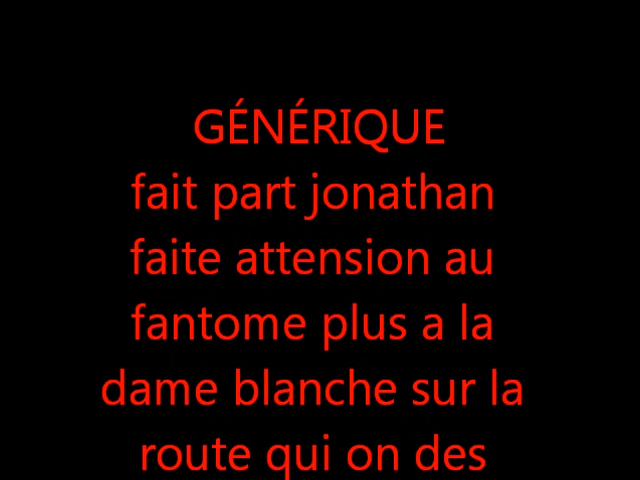 GÉNÉRIQUE
fait part jonathan
faite attension au
fantome plus a la
dame blanche sur la
route qui on des